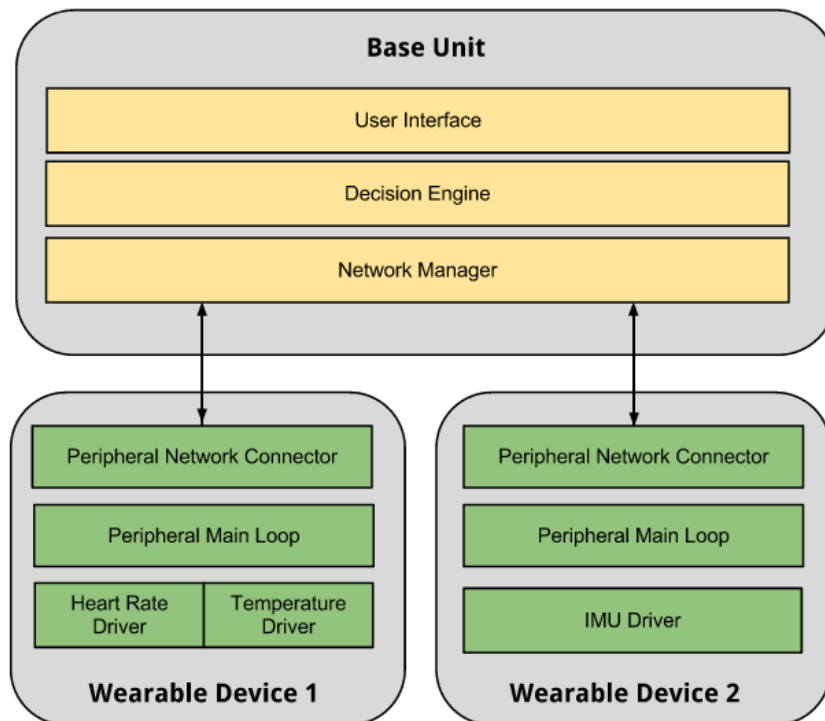 Base Unit
User Interface
Decision Engine
Network Manager
Peripheral Network Connector
Peripheral Main Loop
Heart Rate
Driver
Temperature
Driver
Wearable Device 1
Peripheral Network Connector
Peripheral Main Loop
IMU Driver
Wearable Device 2